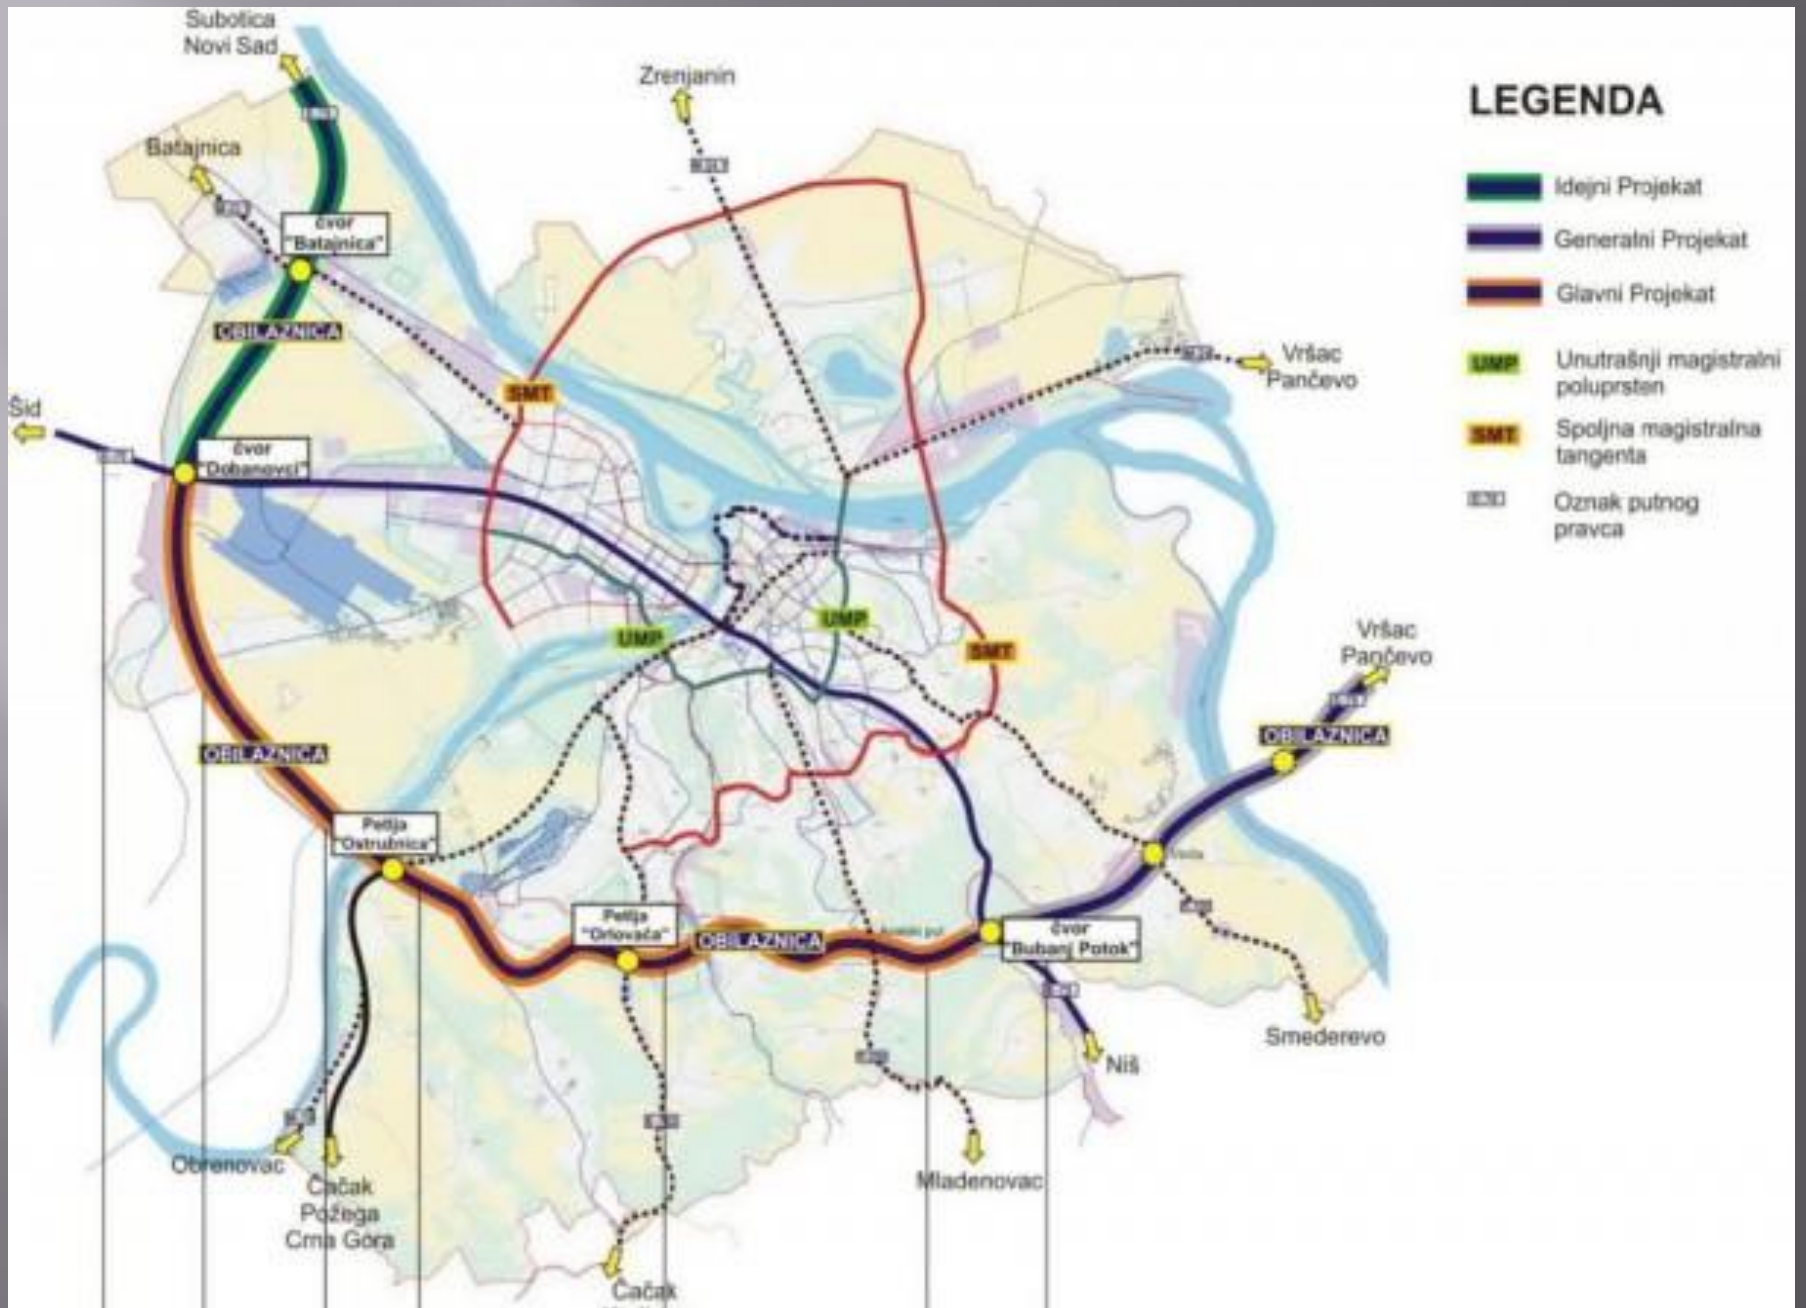 Subotica
Novi Sad
Zrenjanin
Batajnica
čvor
"Batajnica"
OBILAZNICA
SMT
Vršac
Pančevo
Šid
čvor
"Dobanovci"
UMP
UMP
SMT
Vršac
Pančevo
OBILAZNICA
OBILAZNICA
Petlja
"Ostružnica"
Petlja
"Orlovača"
OBILAZNICA
čvor
"Bubanj Potok"
Smederevo
Niš
Obrenovac
Čačak
Požega
Crna Gora
Mladenovac
Čačak
LEGENDA
Idejni Projekat
Generalni Projekat
Glavni Projekat
UMP
Unutrašnji magistralni
poluprsten
SMT
Spoljna magistralna
tangenta
Oznak putnog
pravca